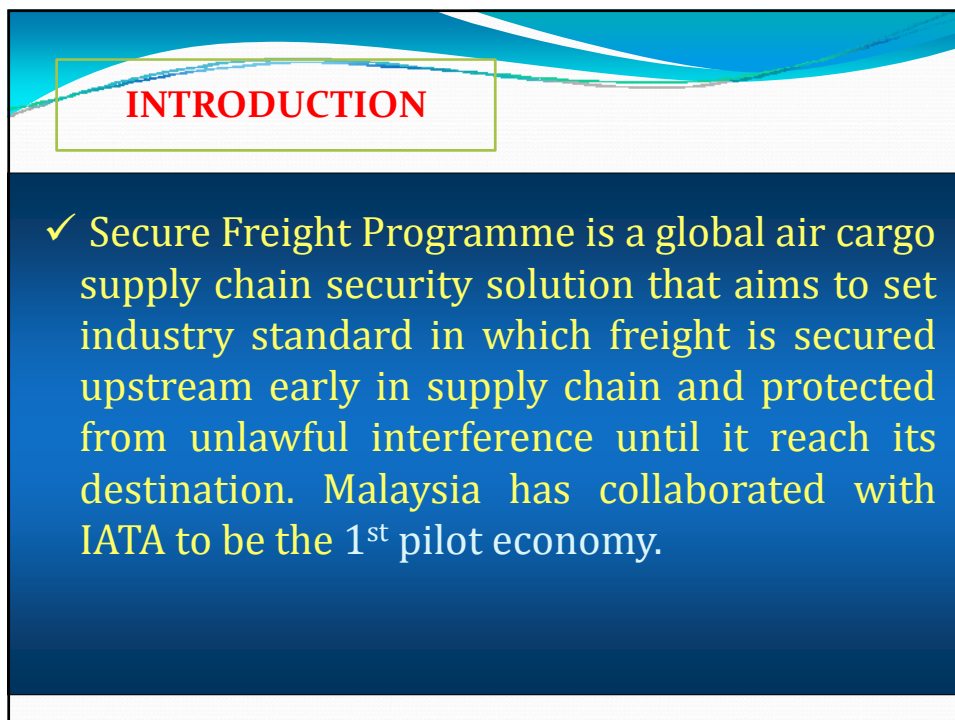 INTRODUCTION
✓ Secure Freight Programme is a global air cargo
supply chain security solution that aims to set
industry standard in which freight is secured
upstream early in supply chain and protected
from unlawful interference until it reach its
destination. Malaysia has collaborated with
IATA to be the 1st pilot economy.